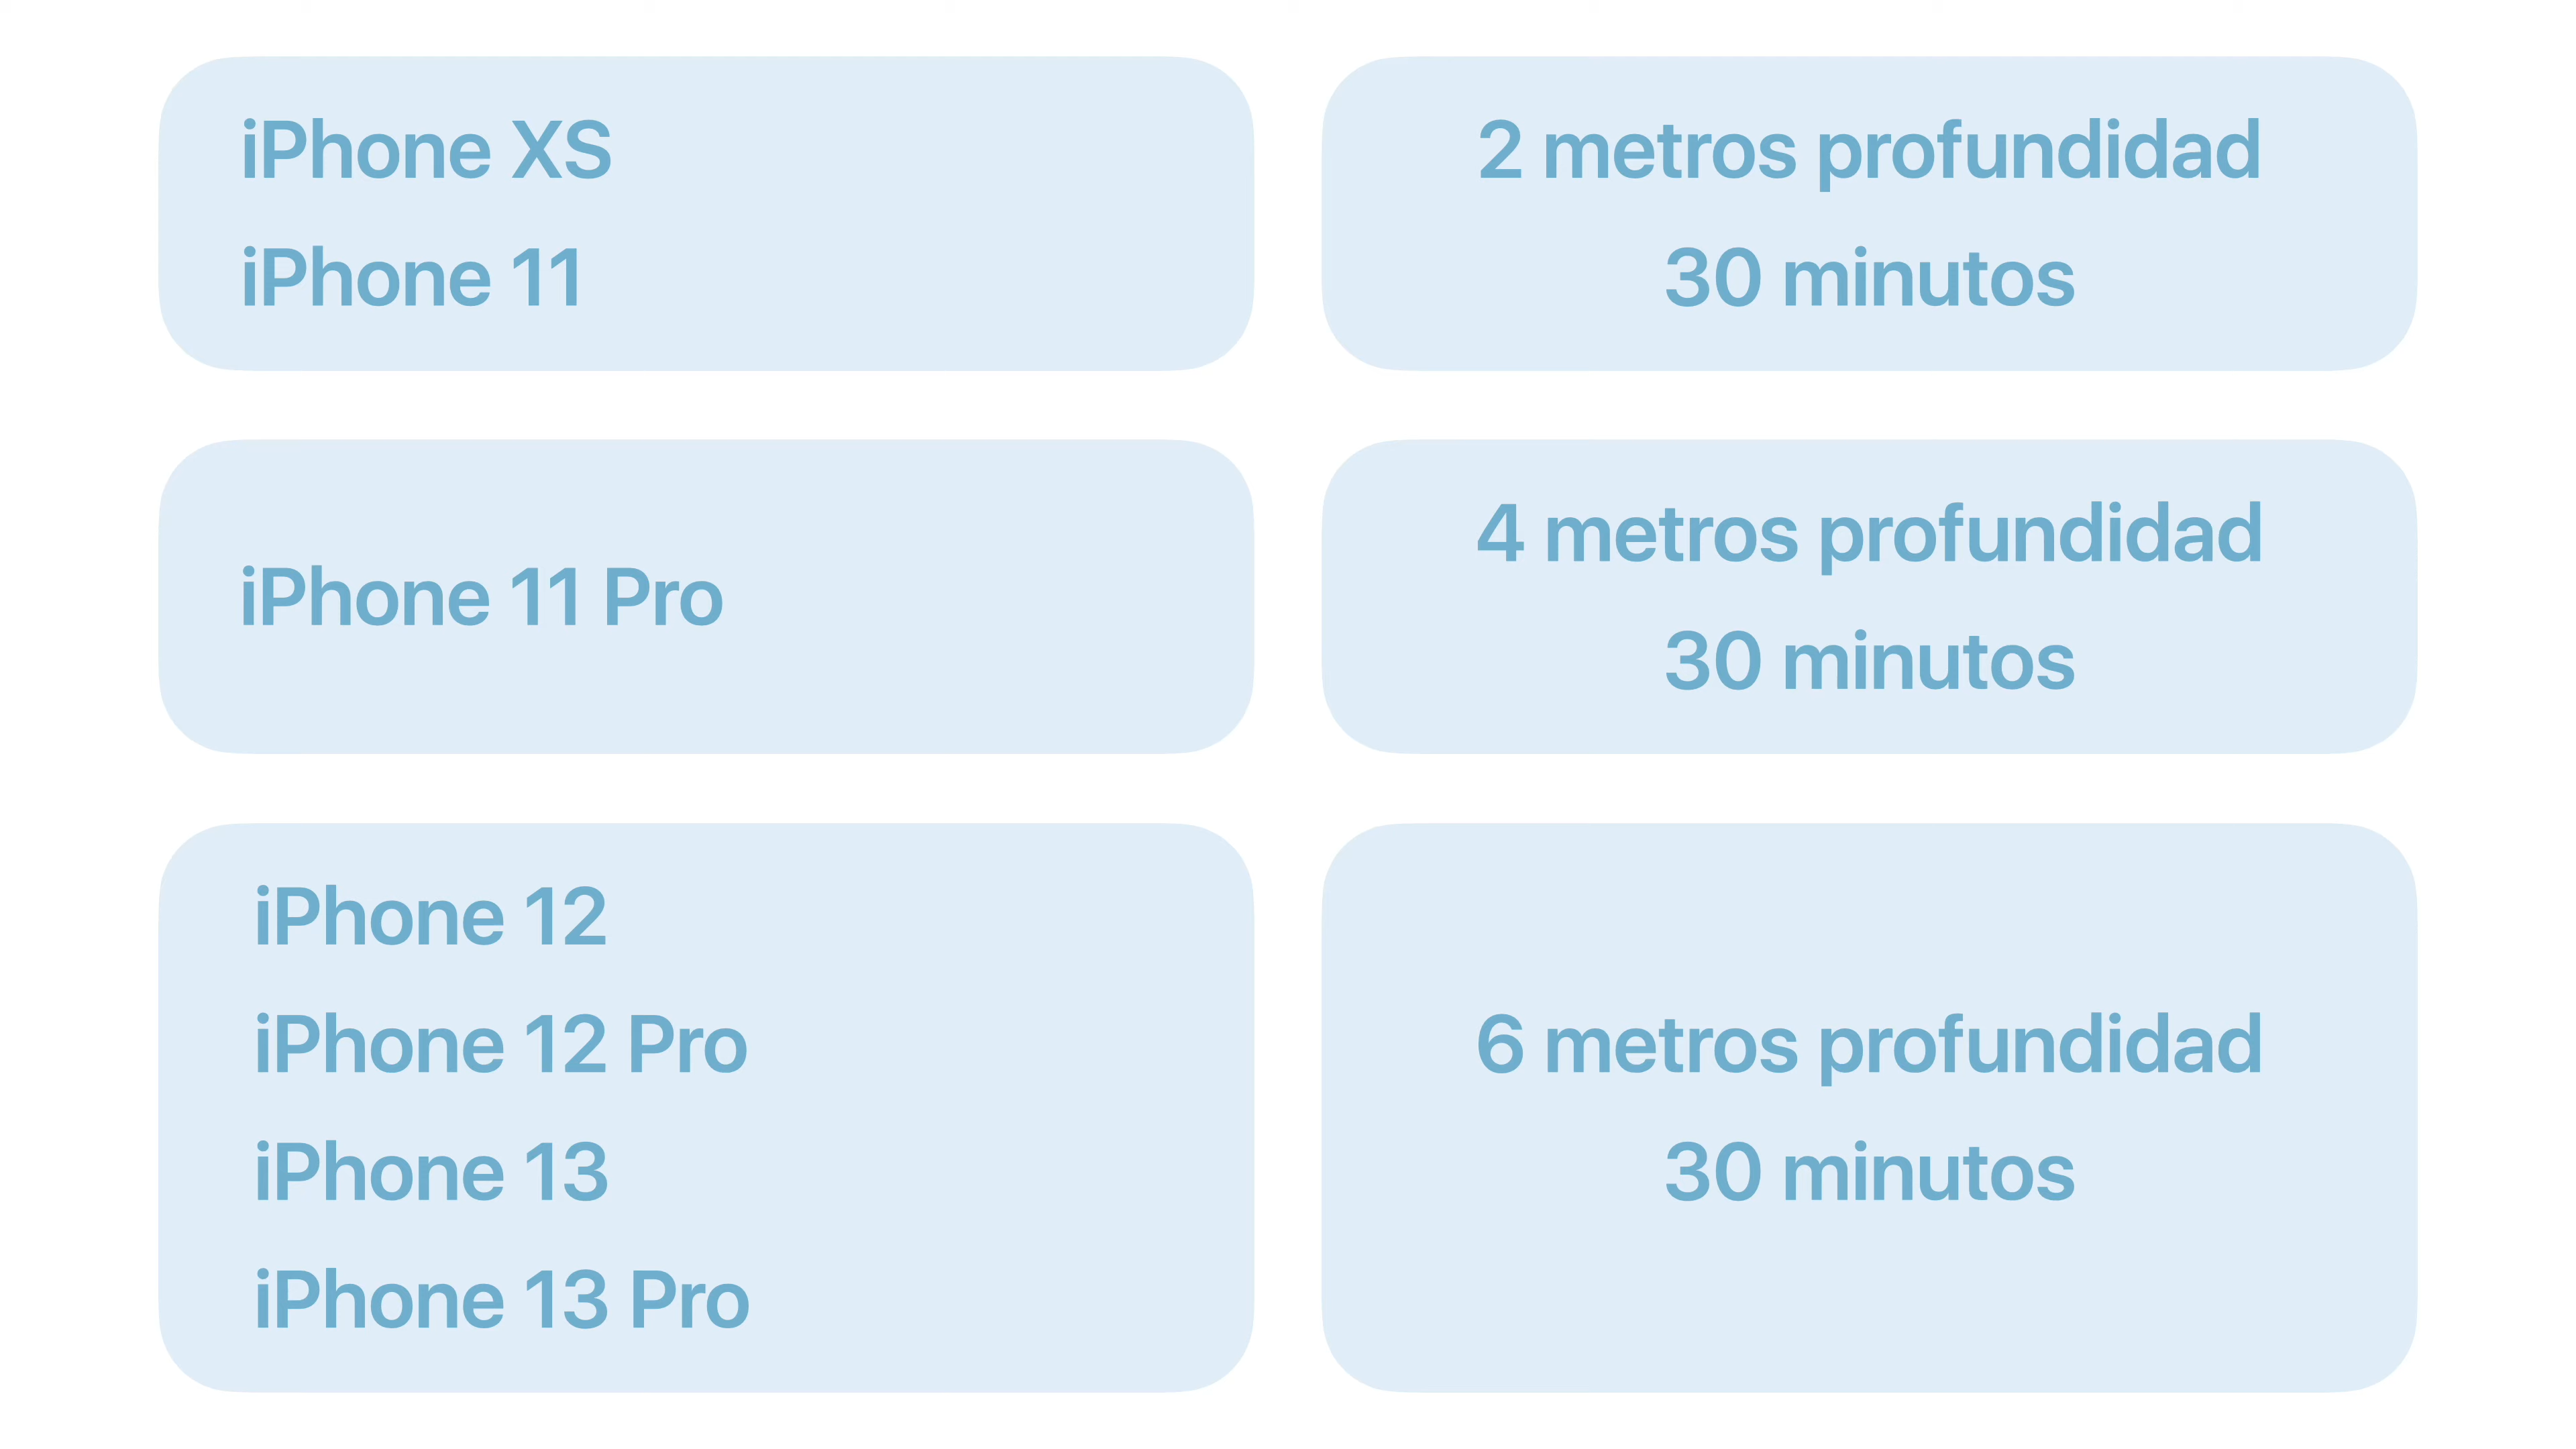 iPhone XS
iPhone 11
2 metros profundidad
30 minutos
iPhone 11 Pro
4 metros profundidad
30 minutos
iPhone 12
iPhone 12 Pro
iPhone 13
iPhone 13 Pro
6 metros profundidad
30 minutos